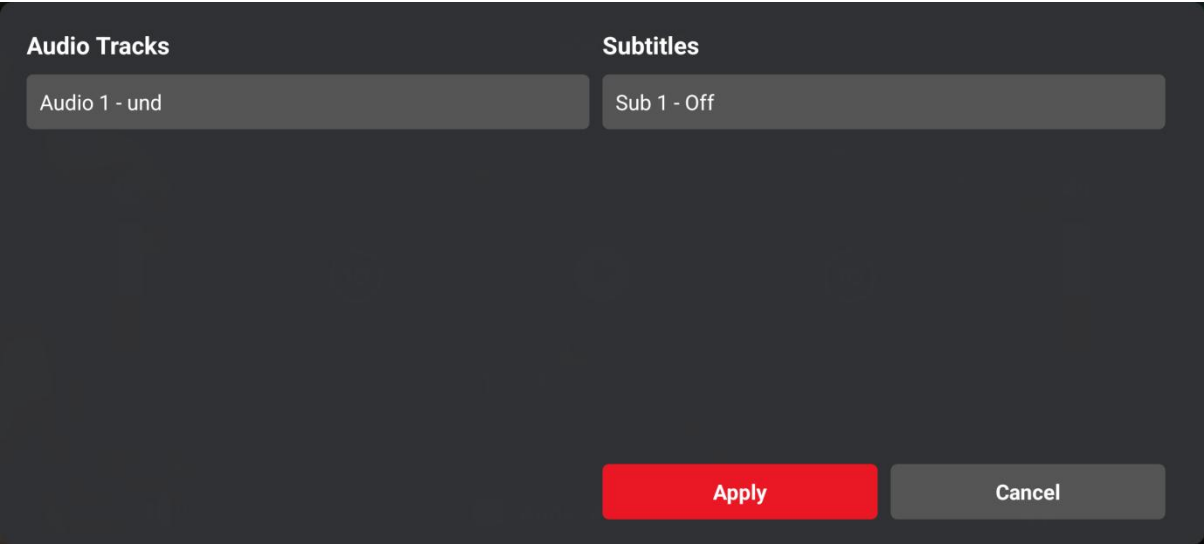 Audio Tracks
Subtitles
Audio 1 - und
Sub 1 - Off
Apply
Cancel